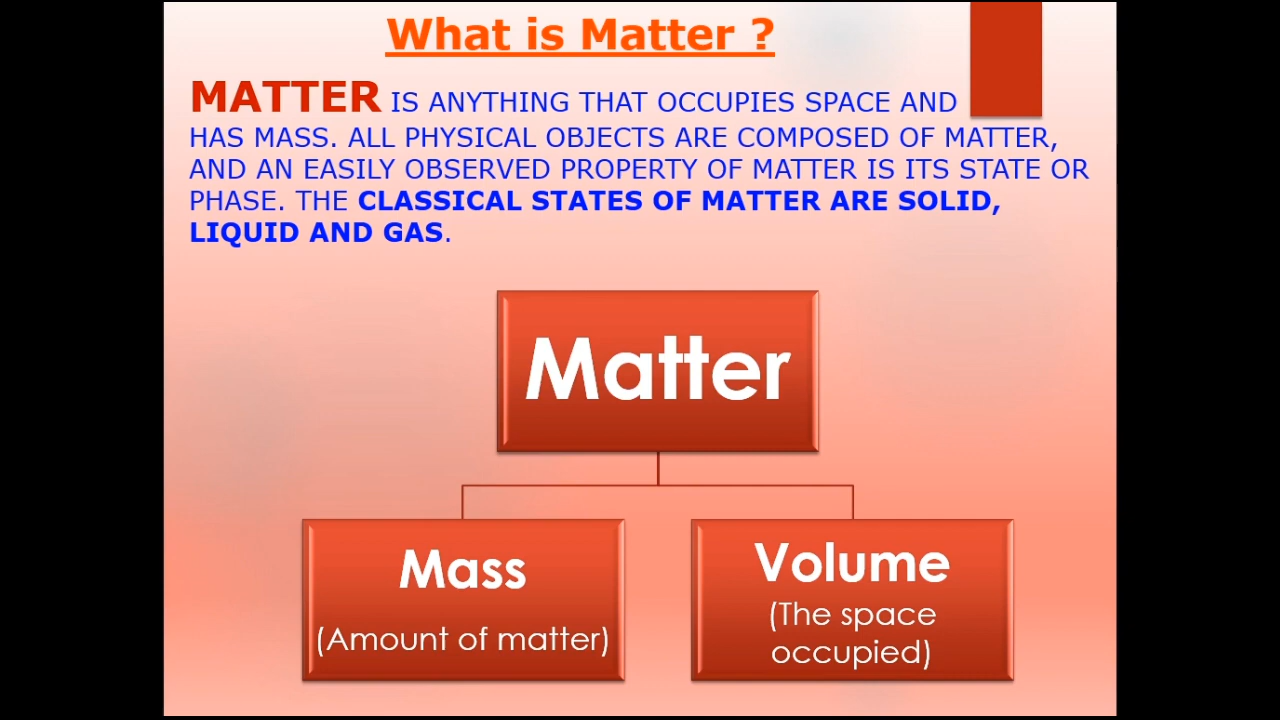 What is Matter ?
MATTER IS ANYTHING THAT OCCUPIES SPACE AND
HAS MASS. ALL PHYSICAL OBJECTS ARE COMPOSED OF MATTER,
AND AN EASILY OBSERVED PROPERTY OF MATTER IS ITS STATE OR
PHASE. THE CLASSICAL STATES OF MATTER ARE SOLID,
LIQUID AND GAS.
Matter
Mass
(Amount of matter)
Volume
(The space
occupied)